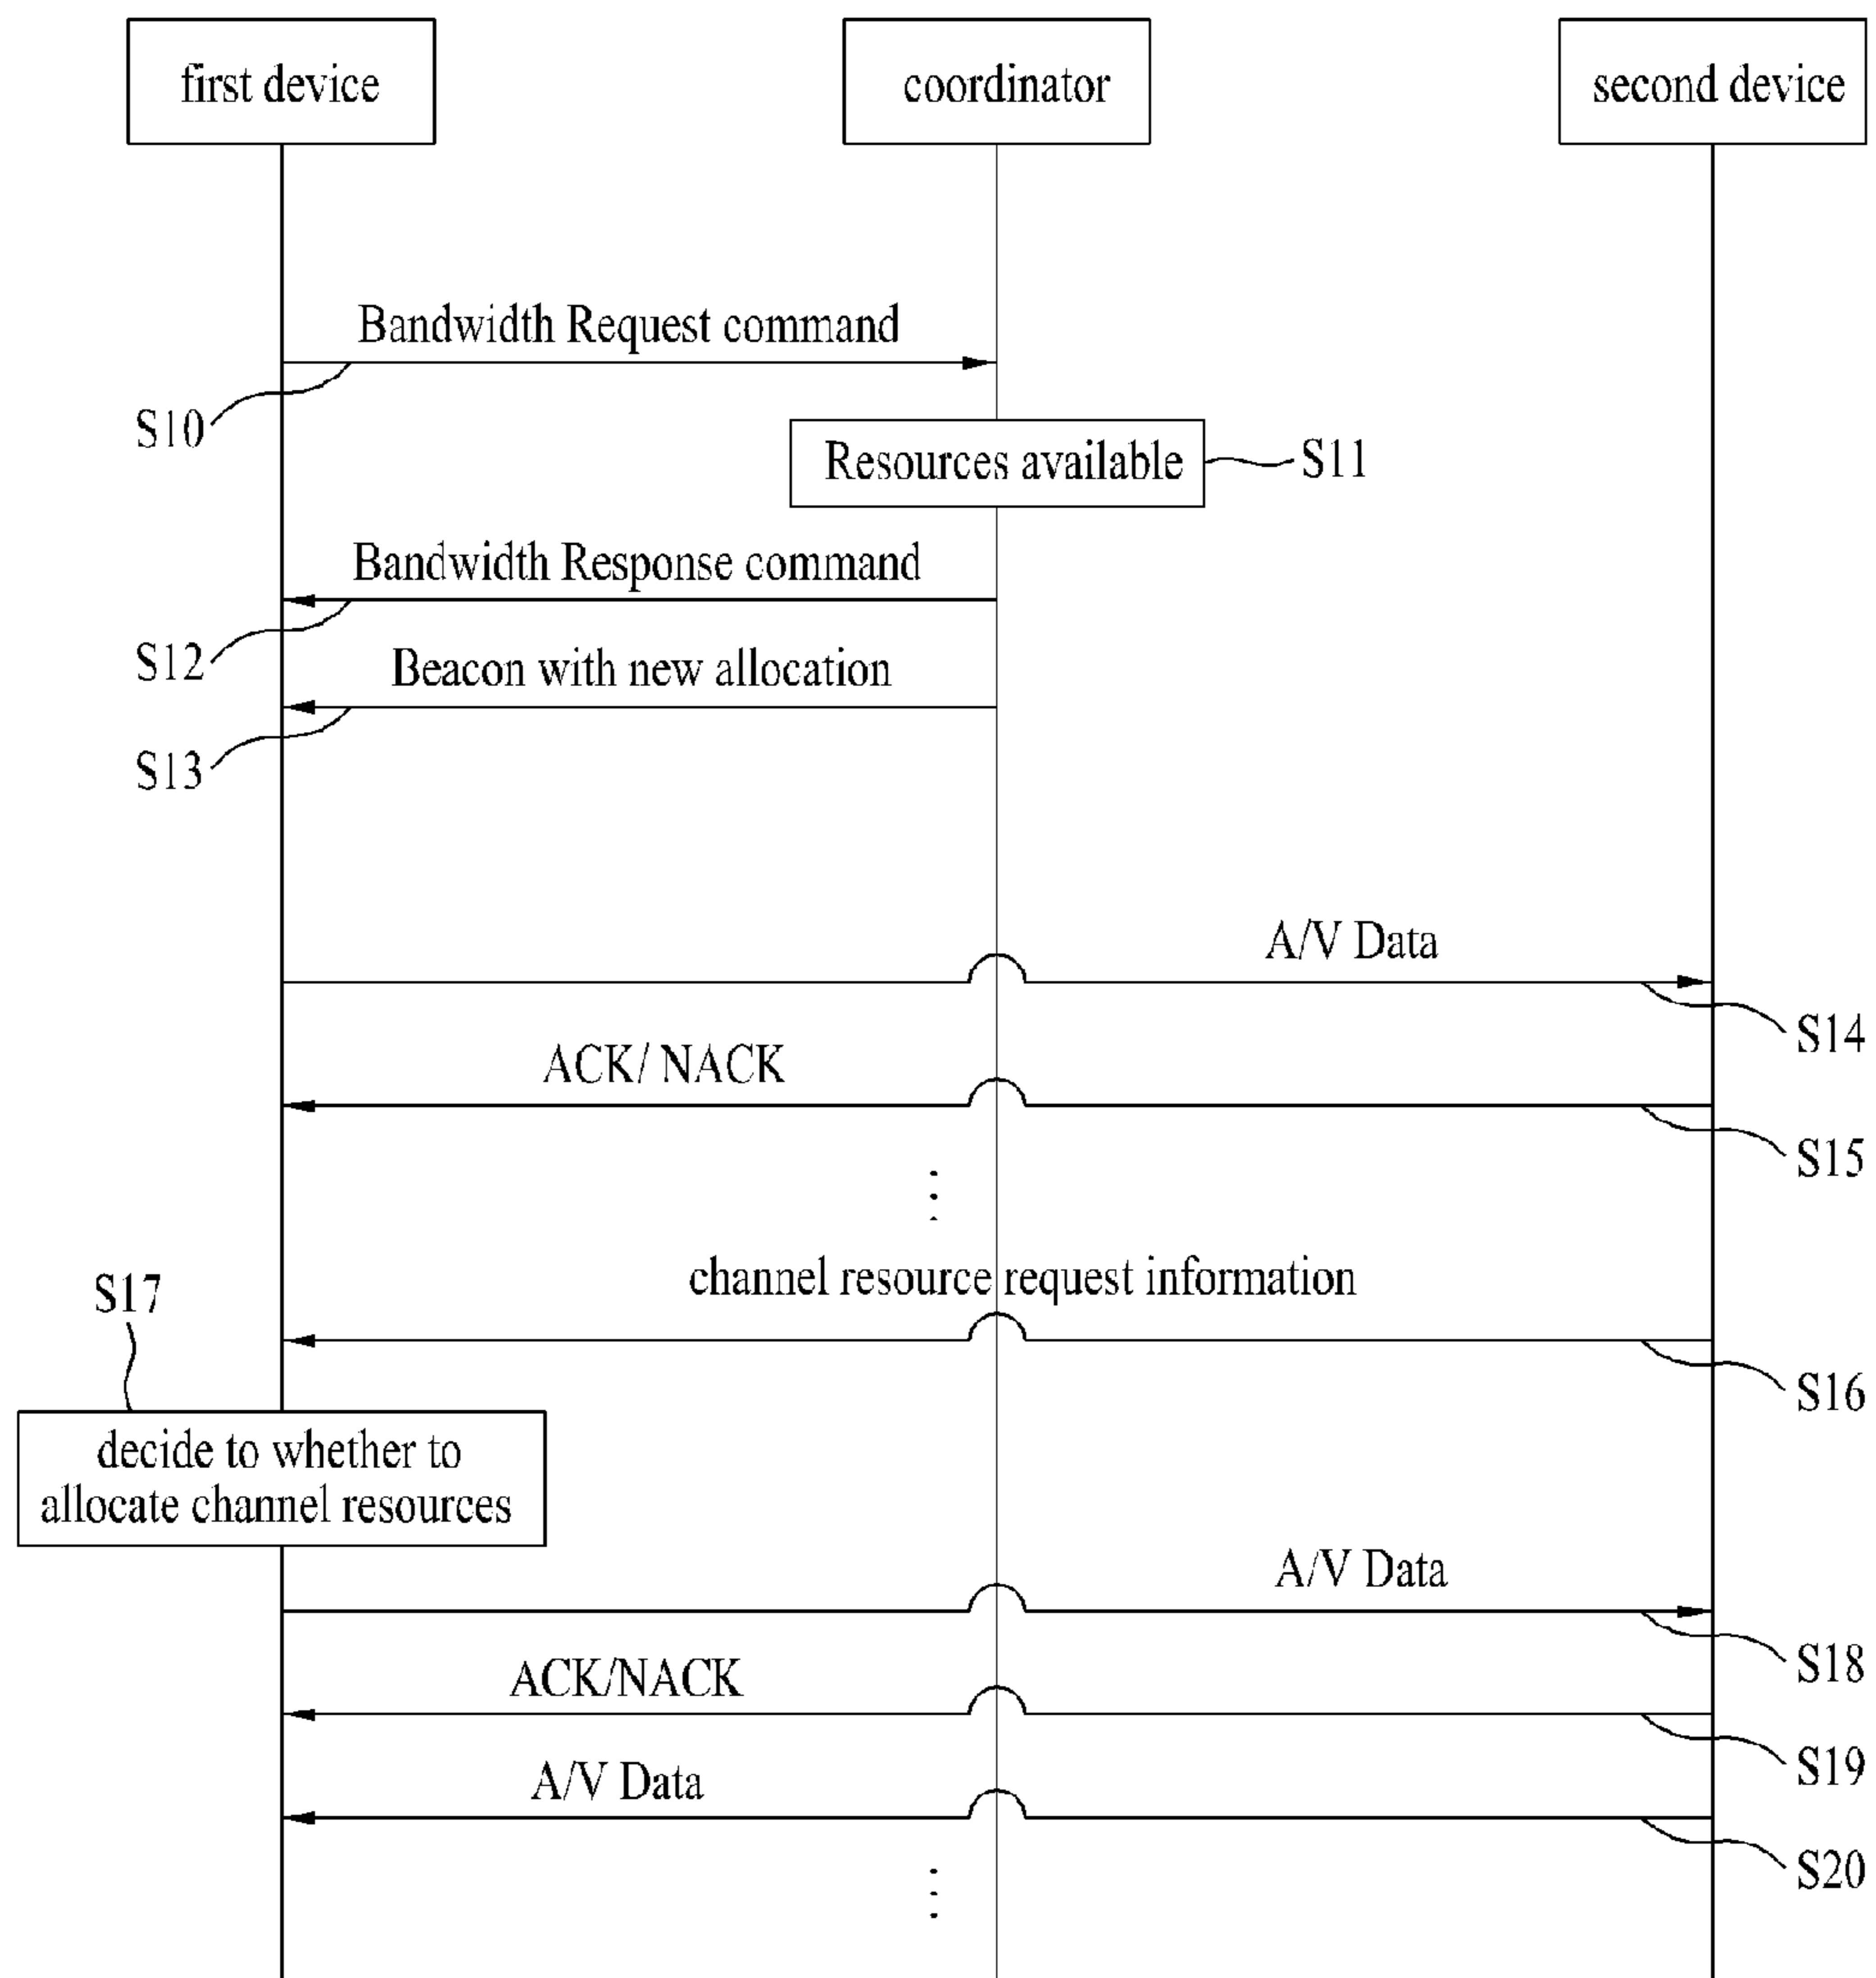 first device
coordinator
second device
Bandwidth Request command
S10
Resources available
S11
Bandwidth Response command
S12
Beacon with new allocation
S13
A/V Data
S14
ACK/ NACK
S15
channel resource request information
S16
S17
decide to whether to
allocate channel resources
A/V Data
S18
ACK/NACK
S19
A/V Data
S20